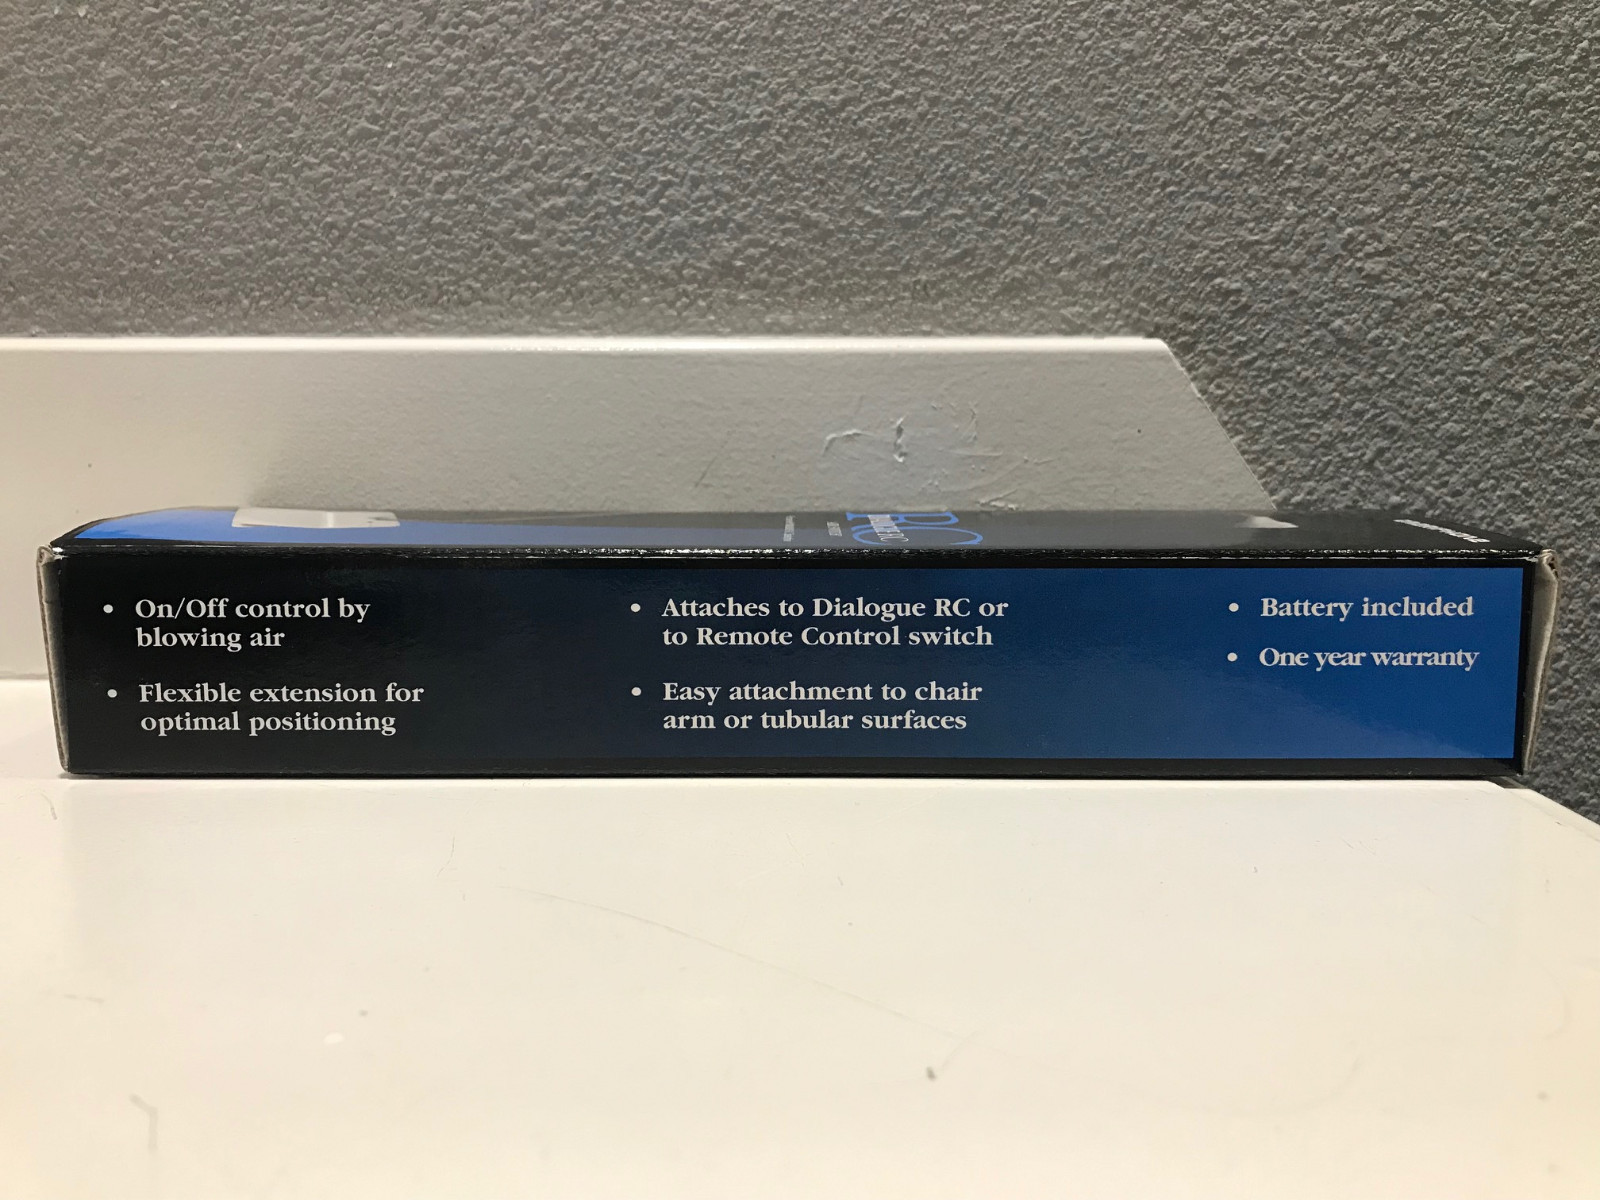 • On/Off control by
blowing air
• Flexible extension for
optimal positioning
• Attaches to Dialogue RC or
to Remote Control switch
• Easy attachment to chair
arm or tubular surfaces
• Battery included
• One year warranty
RC